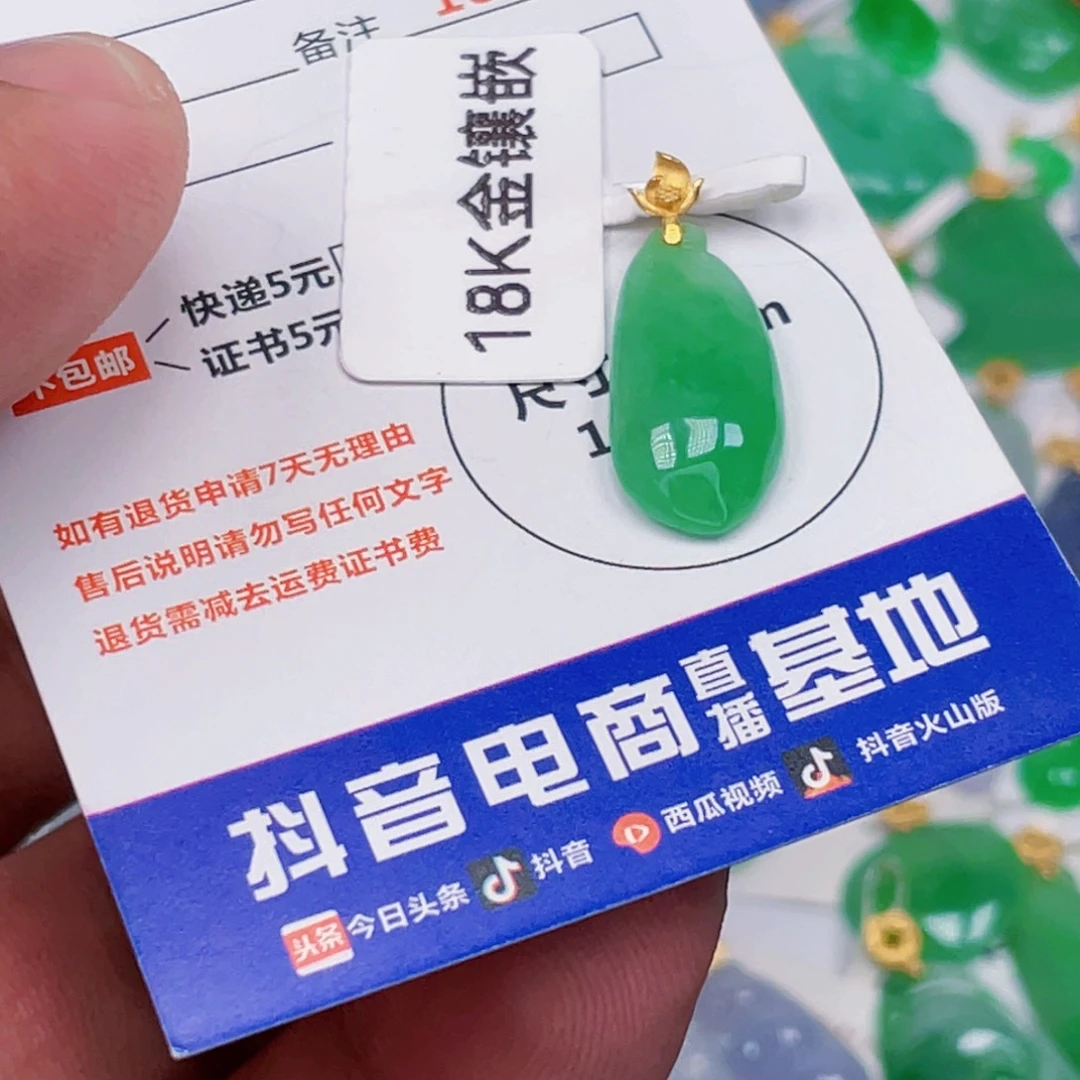 备注
18K金镶嵌
快递5元
证书5元
不包邮
如有退货申请7天无理由
售后说明请勿写任何文字
退货需减去运费证书费
尺寸
抖音电商直播基地
头条 今日头条 抖音 西瓜视频 抖音火山版